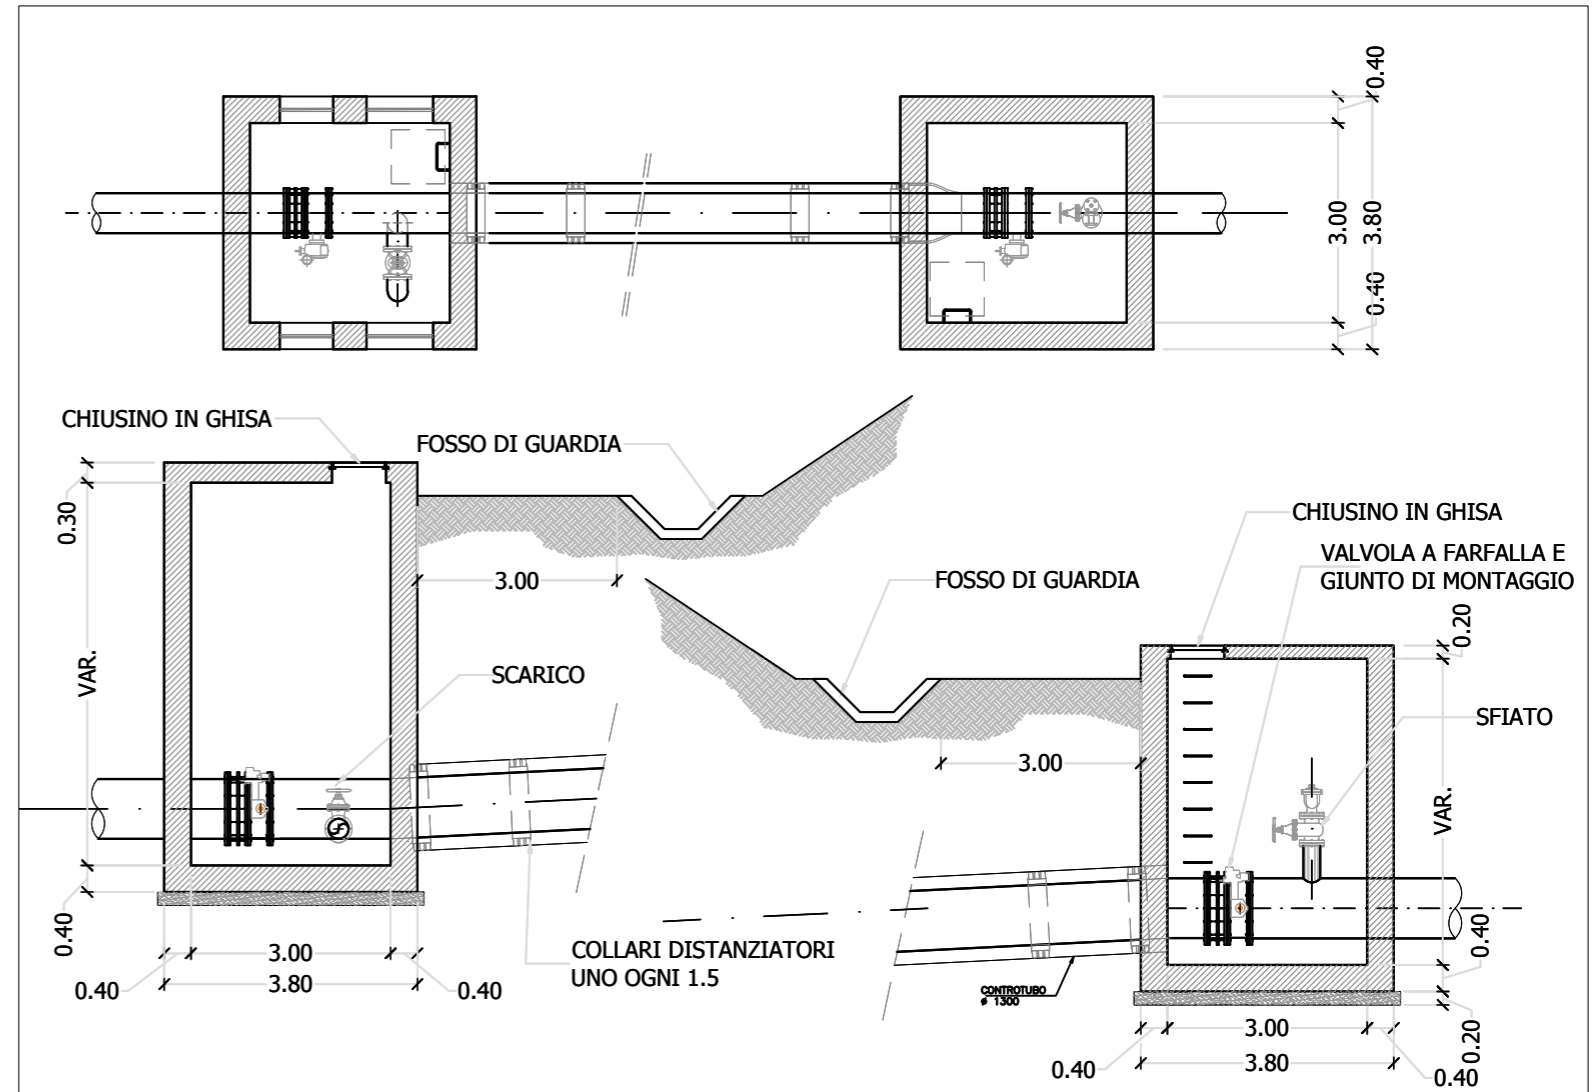 0.40
3.00
3.80
0.40
CHIUSINO IN GHISA
FOSSO DI GUARDIA
0.30
3.00
CHIUSINO IN GHISA
VALVOLA A FARFALLA E
GIUNTO DI MONTAGGIO
FOSSO DI GUARDIA
0.20
VAR.
SCARICO
SFIATO
3.00
VAR.
0.40
COLLARI DISTANZIATORI
UNO OGNI 1.5
CONTROTUBO
ø 1300
0.40
3.00
0.40
3.80
0.40
0.20
3.00
0.40
3.80
0.40